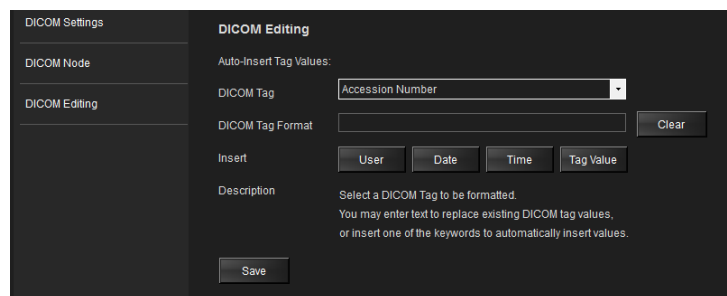 DICOM Settings
DICOM Node
DICOM Editing
DICOM Editing
Auto-Insert Tag Values:
DICOM Tag
Accession Number
DICOM Tag Format
Clear
Insert
User
Date
Time
Tag Value
Description
Select a DICOM Tag to be formatted.
You may enter text to replace existing DICOM tag values,
or insert one of the keywords to automatically insert values.
Save